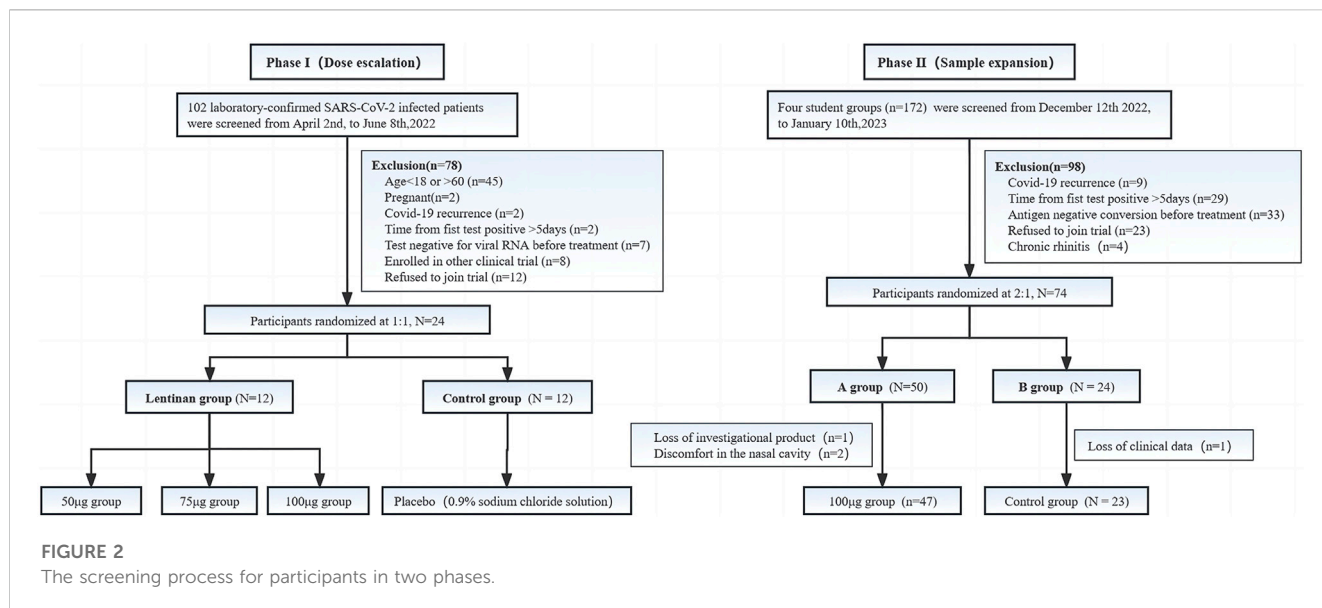 Phase I（Dose escalation）
102 laboratory-confirmed SARS-CoV-2 infected patients
were screened from April 2nd, to June 8th,2022
Exclusion(n=78)
Age<18 or >60 (n=45)
Pregnant(n=2)
Covid-19 recurrence (n=2)
Time from fist test positive >5days (n=2)
Test negative for viral RNA before treatment (n=7)
Enrolled in other clinical trial (n=8)
Refused to join trial (n=12)
Participants randomized at 1:1, N=24
Lentinan group (N=12)
Control group (N = 12)
50μg group
75μg group
100μg group
Placebo (0.9% sodium chloride solution)
Phase II（Sample expansion）
Four student groups (n=172) were screened from December 12th 2022,
to January 10th,2023
Exclusion(n=98)
Covid-19 recurrence (n=9)
Time from fist test positive >5days (n=29)
Antigen negative conversion before treatment (n=33)
Refused to join trial (n=23)
Chronic rhinitis (n=4)
Participants randomized at 2:1, N=74
A group (N=50)
B group (N = 24)
Loss of investigational product（n=1）
Discomfort in the nasal cavity（n=2）
Loss of clinical data（n=1）
100μg group (n=47)
Control group (N = 23)
FIGURE 2
The screening process for participants in two phases.